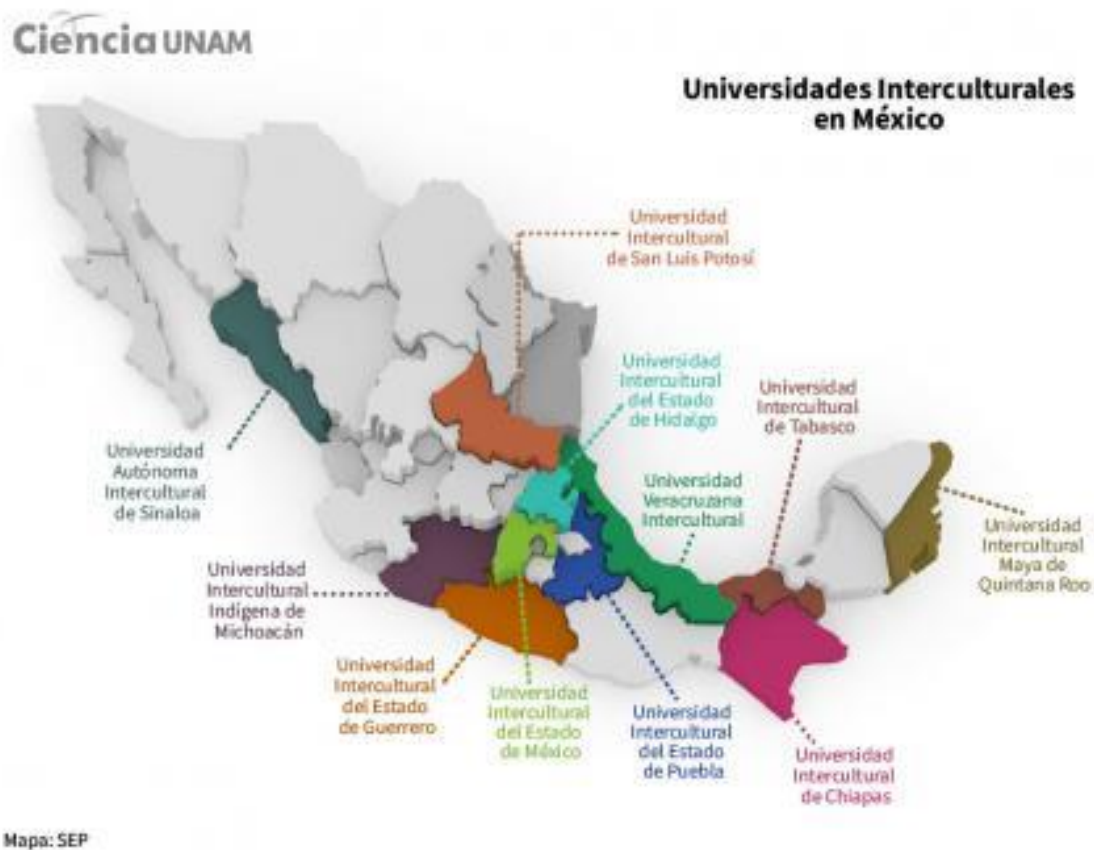 Ciencia UNAM
Universidades Interculturales
en México
Universidad
Intercultural
de San Luis Potosí
Universidad
Intercultural
del Estado
de Hidalgo
Universidad
Intercultural
de Tabasco
Universidad
Autónoma
Intercultural
de Sinaloa
Universidad
Veracruzana
Intercultural
Universidad
Intercultural
Maya de
Quintana Roo
Universidad
Intercultural
Indígena de
Michoacán
Universidad
Intercultural
del Estado
de Guerrero
Universidad
Intercultural
del Estado
de México
Universidad
Intercultural
del Estado
de Puebla
Universidad
Intercultural
de Chiapas
Mapa: SEP